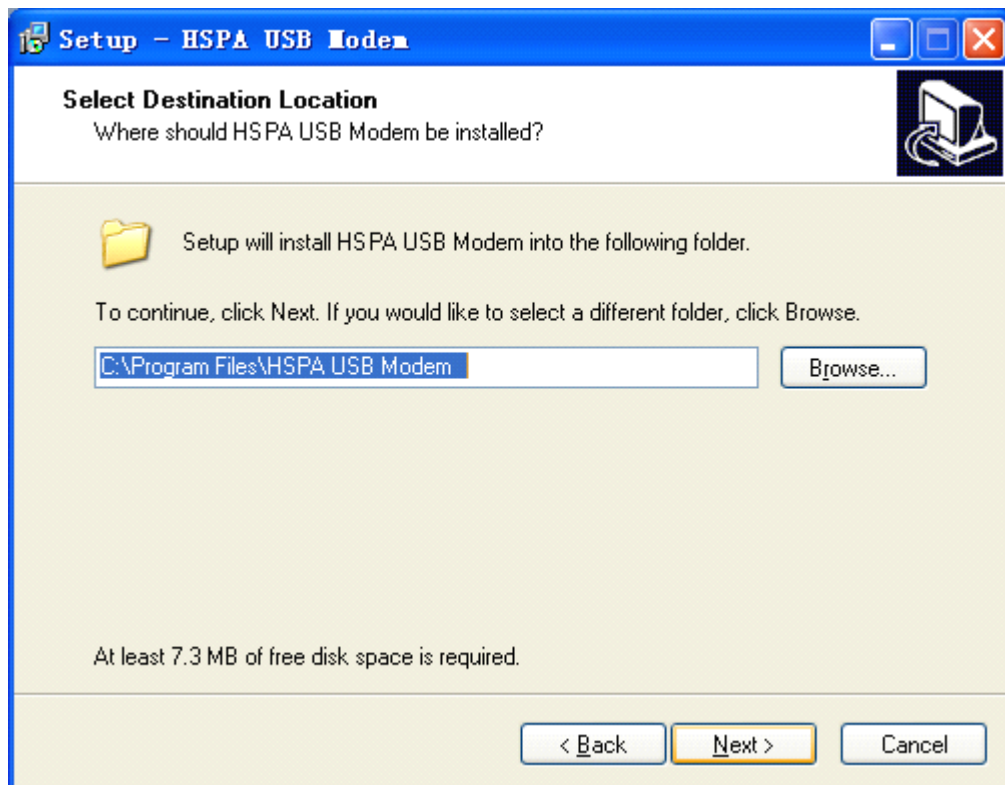 Setup - HSPA USB Modem
Select Destination Location
Where should HSPA USB Modem be installed?
Setup will install HSPA USB Modem into the following folder.
To continue, click Next. If you would like to select a different folder, click Browse.
C:\Program Files\HSPA USB Modem
Browse...
At least 7.3 MB of free disk space is required.
< Back Next > Cancel